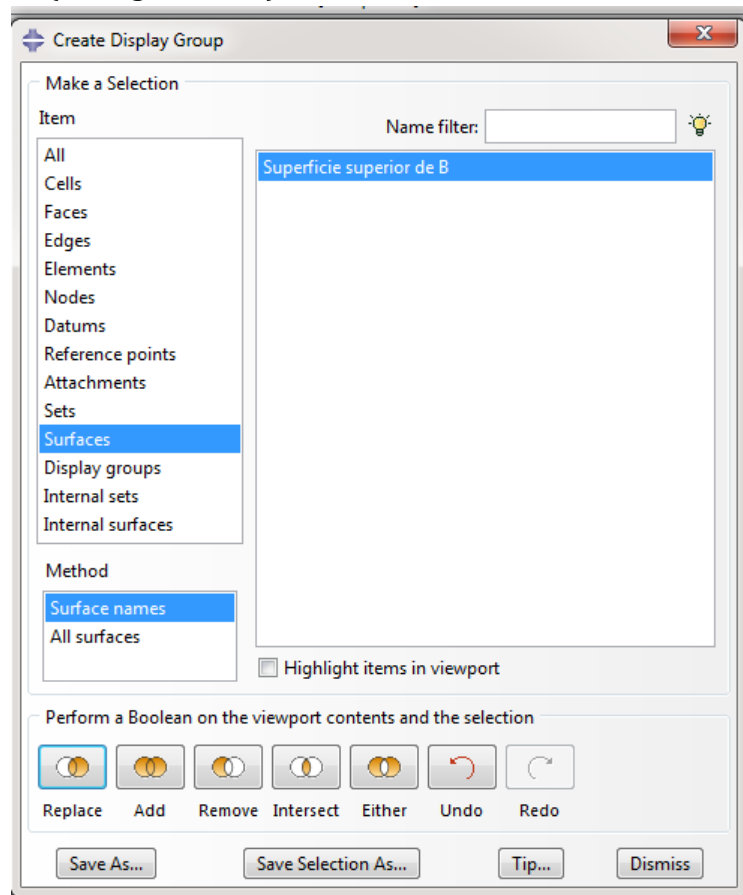 Create Display Group
Make a Selection
Item
Name filter:
All
Cells
Faces
Edges
Elements
Nodes
Datums
Reference points
Attachments
Sets
Surfaces
Display groups
Internal sets
Internal surfaces
Superficie superior de B
Method
Surface names
All surfaces
Highlight items in viewport
Perform a Boolean on the viewport contents and the selection
Replace Add Remove Intersect Either Undo Redo
Save As... Save Selection As... Tip... Dismiss